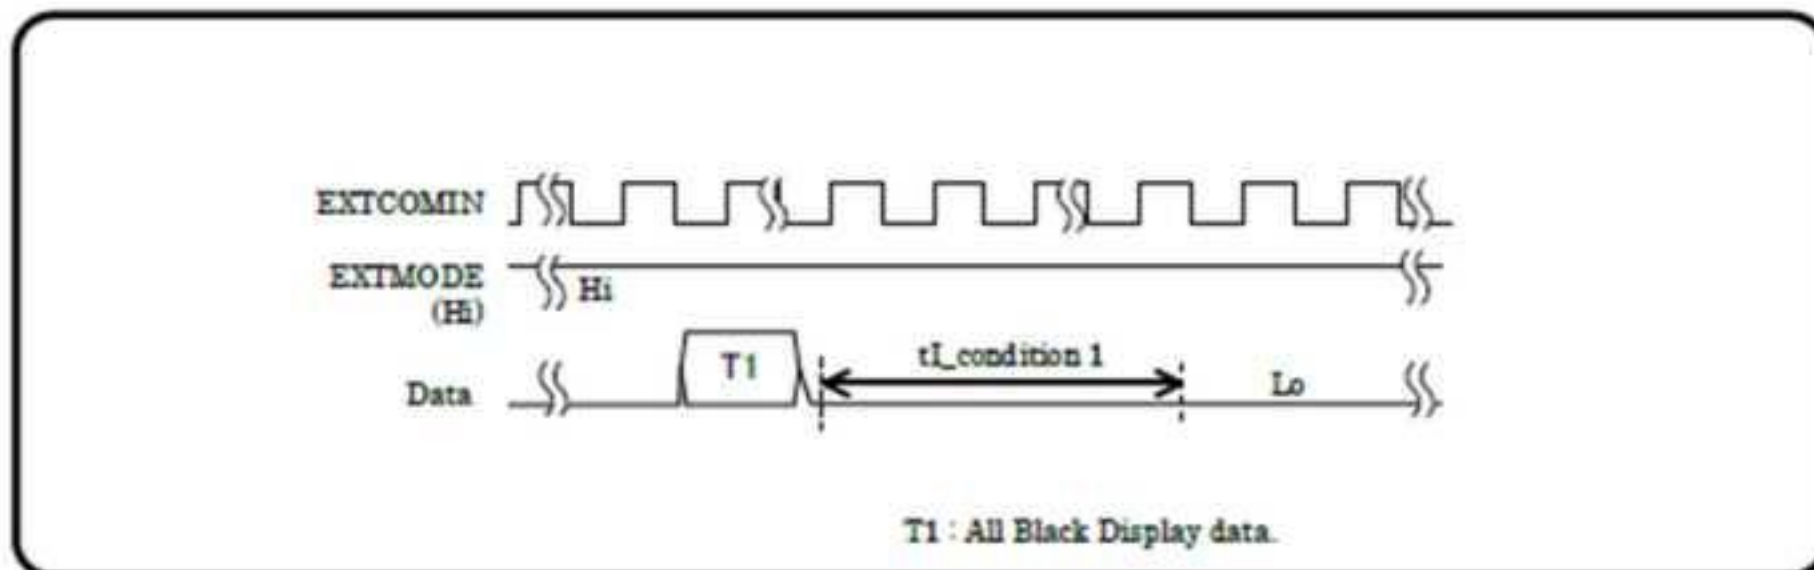 EXTCOMIN
EXTMODE
(Hi)
Hi
T1
tI_condition 1
Data
Lo
T1 : All Black Display data.